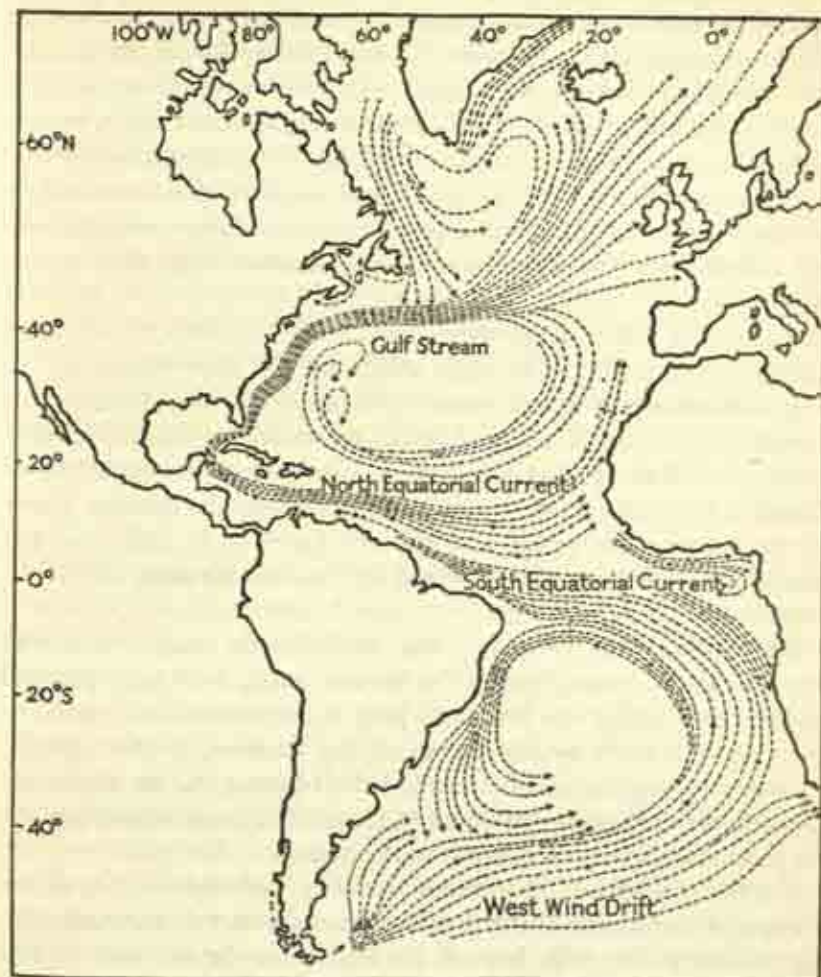 100°W 80° 60° 40° 20° 0°
60°N
40°
Gulf Stream
20°
North Equatorial Current
0°
South Equatorial Current
20°S
40°
West Wind Drift